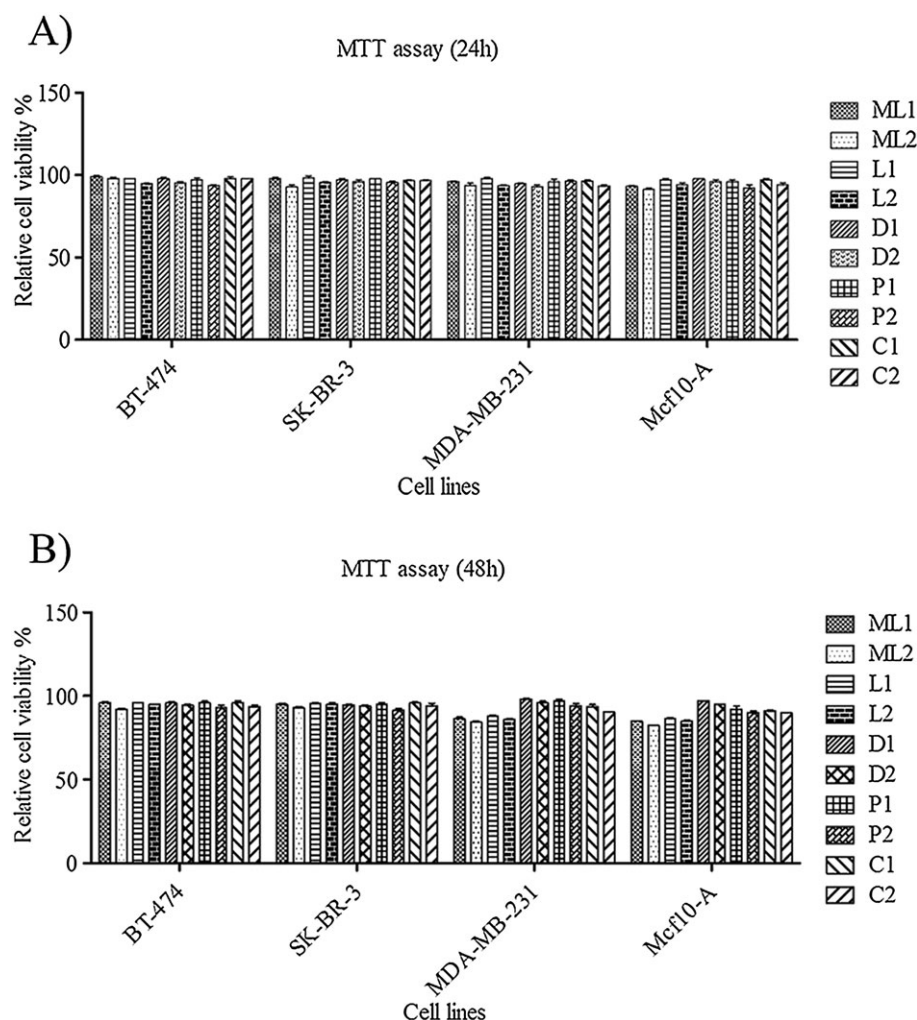 A)
MTT assay (24h)
Relative cell viability %
150
100
50
0
BT-474
SK-BR-3
MDA-MB-231
Mcf10-A
Cell lines
ML1
ML2
L1
L2
D1
D2
P1
P2
C1
C2
B)
MTT assay (48h)
Relative cell viability %
150
100
50
0
BT-474
SK-BR-3
MDA-MB-231
Mcf10-A
Cell lines
ML1
ML2
L1
L2
D1
D2
P1
P2
C1
C2